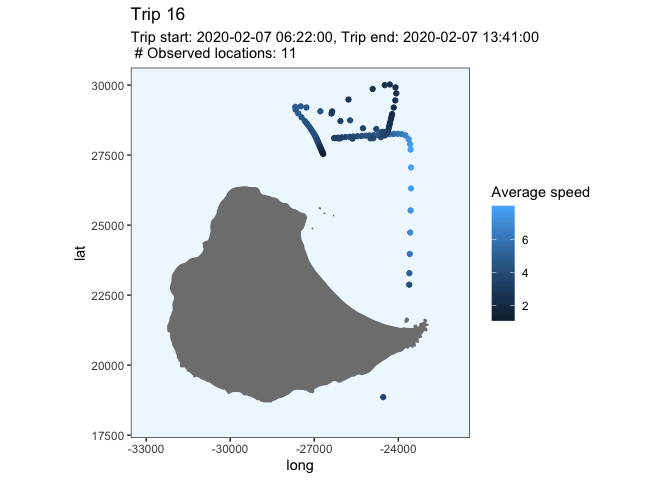 Trip 16
Trip start: 2020-02-07 06:22:00, Trip end: 2020-02-07 13:41:00
# Observed locations: 11
30000
27500
25000
22500
20000
17500
lat
-33000
-30000
-27000
-24000
long
Average speed
6
4
2